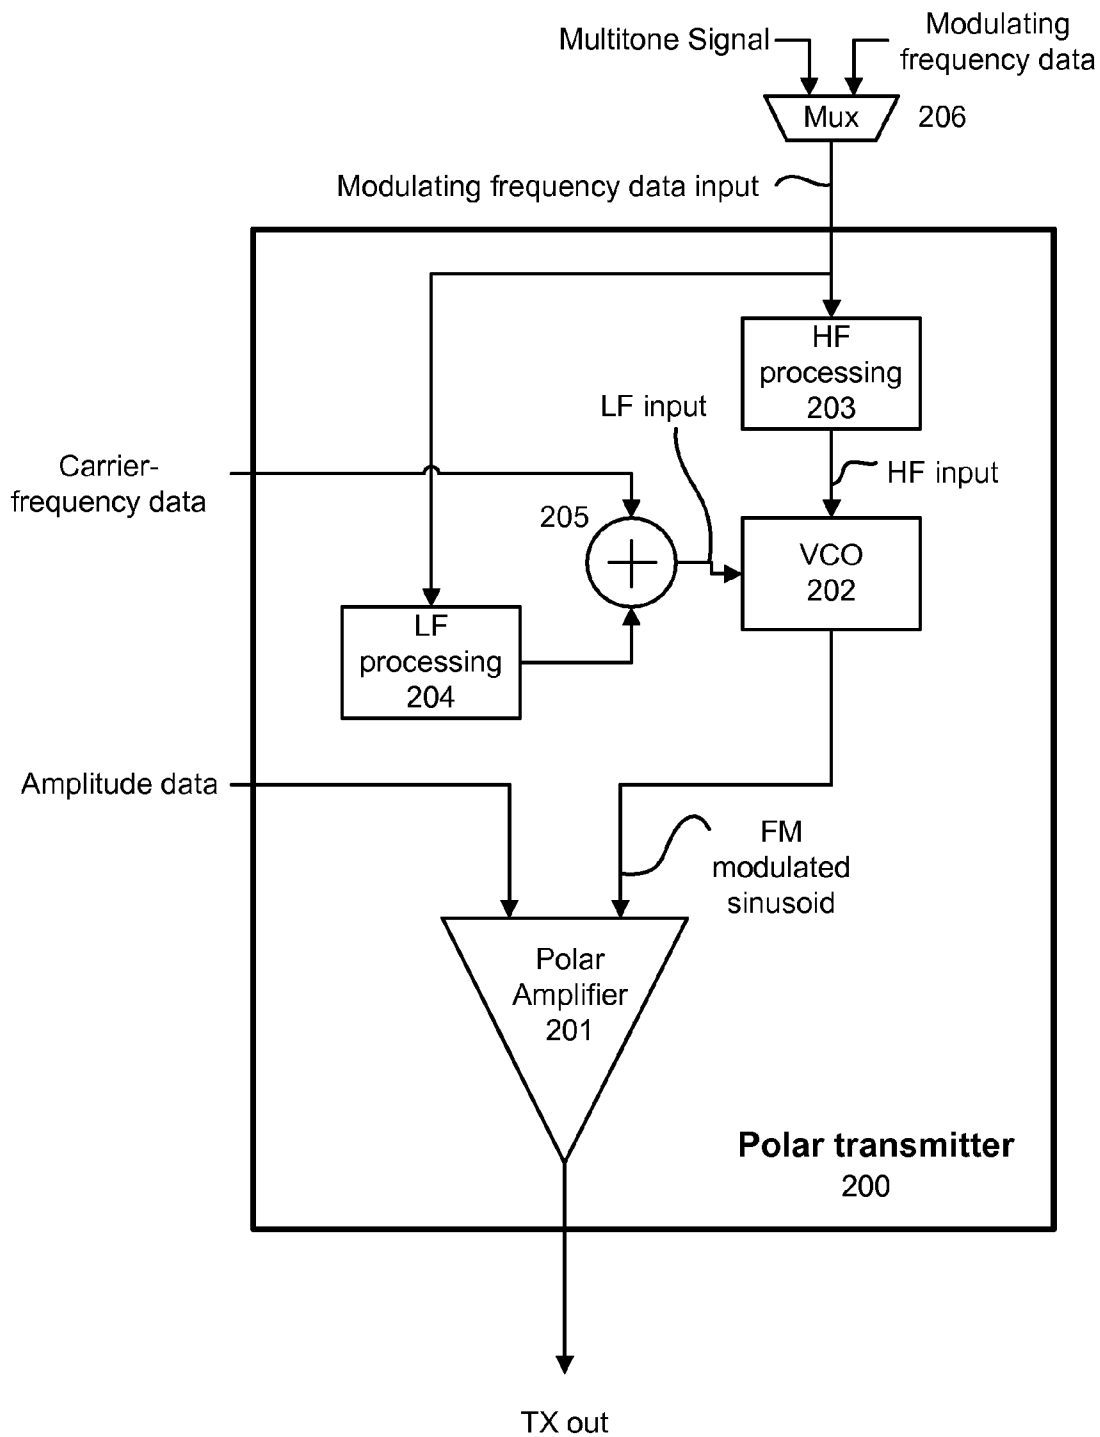 Multitone Signal
Modulating
frequency data
Mux
206
Modulating frequency data input
HF
processing
203
LF input
HF input
Carrier-
frequency data
205
VCO
202
LF
processing
204
Amplitude data
FM
modulated
sinusoid
Polar
Amplifier
201
Polar transmitter
200
TX out